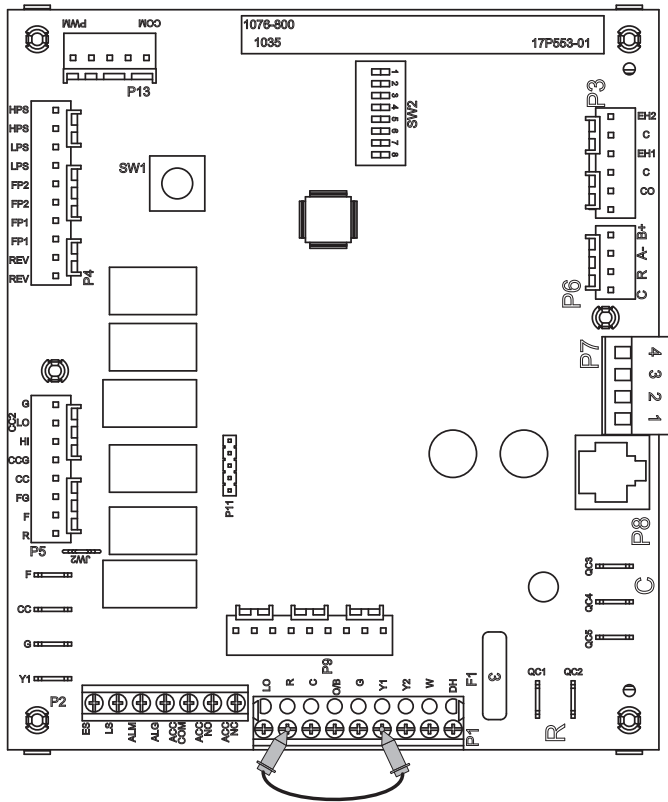 1076-800
1035 17P553-01
PWM COM
P13
1
2
3
4
5
6
7
8
SW2
SW1
HPS
HPS
LPS
LPS
FP2
FP2
FP1
FP1
REV
REV
P4
P3
EH2
C
EH1
C
CO
B+
A-
R
C
P6
P7
4
3
2
1
P8
G
CC2
LO
HI
CCG
CC
FG
F
R
P5
JW2
P11
F
CC
G
Y1
P2
ES
LS
ALM
ALG
ACC COM
ACC NO
ACC NC
P9
LO
R
C
O/B
G
Y1
Y2
W
DH
P1
F1
3
QC3
QC4
QC5
C
QC1
QC2
R